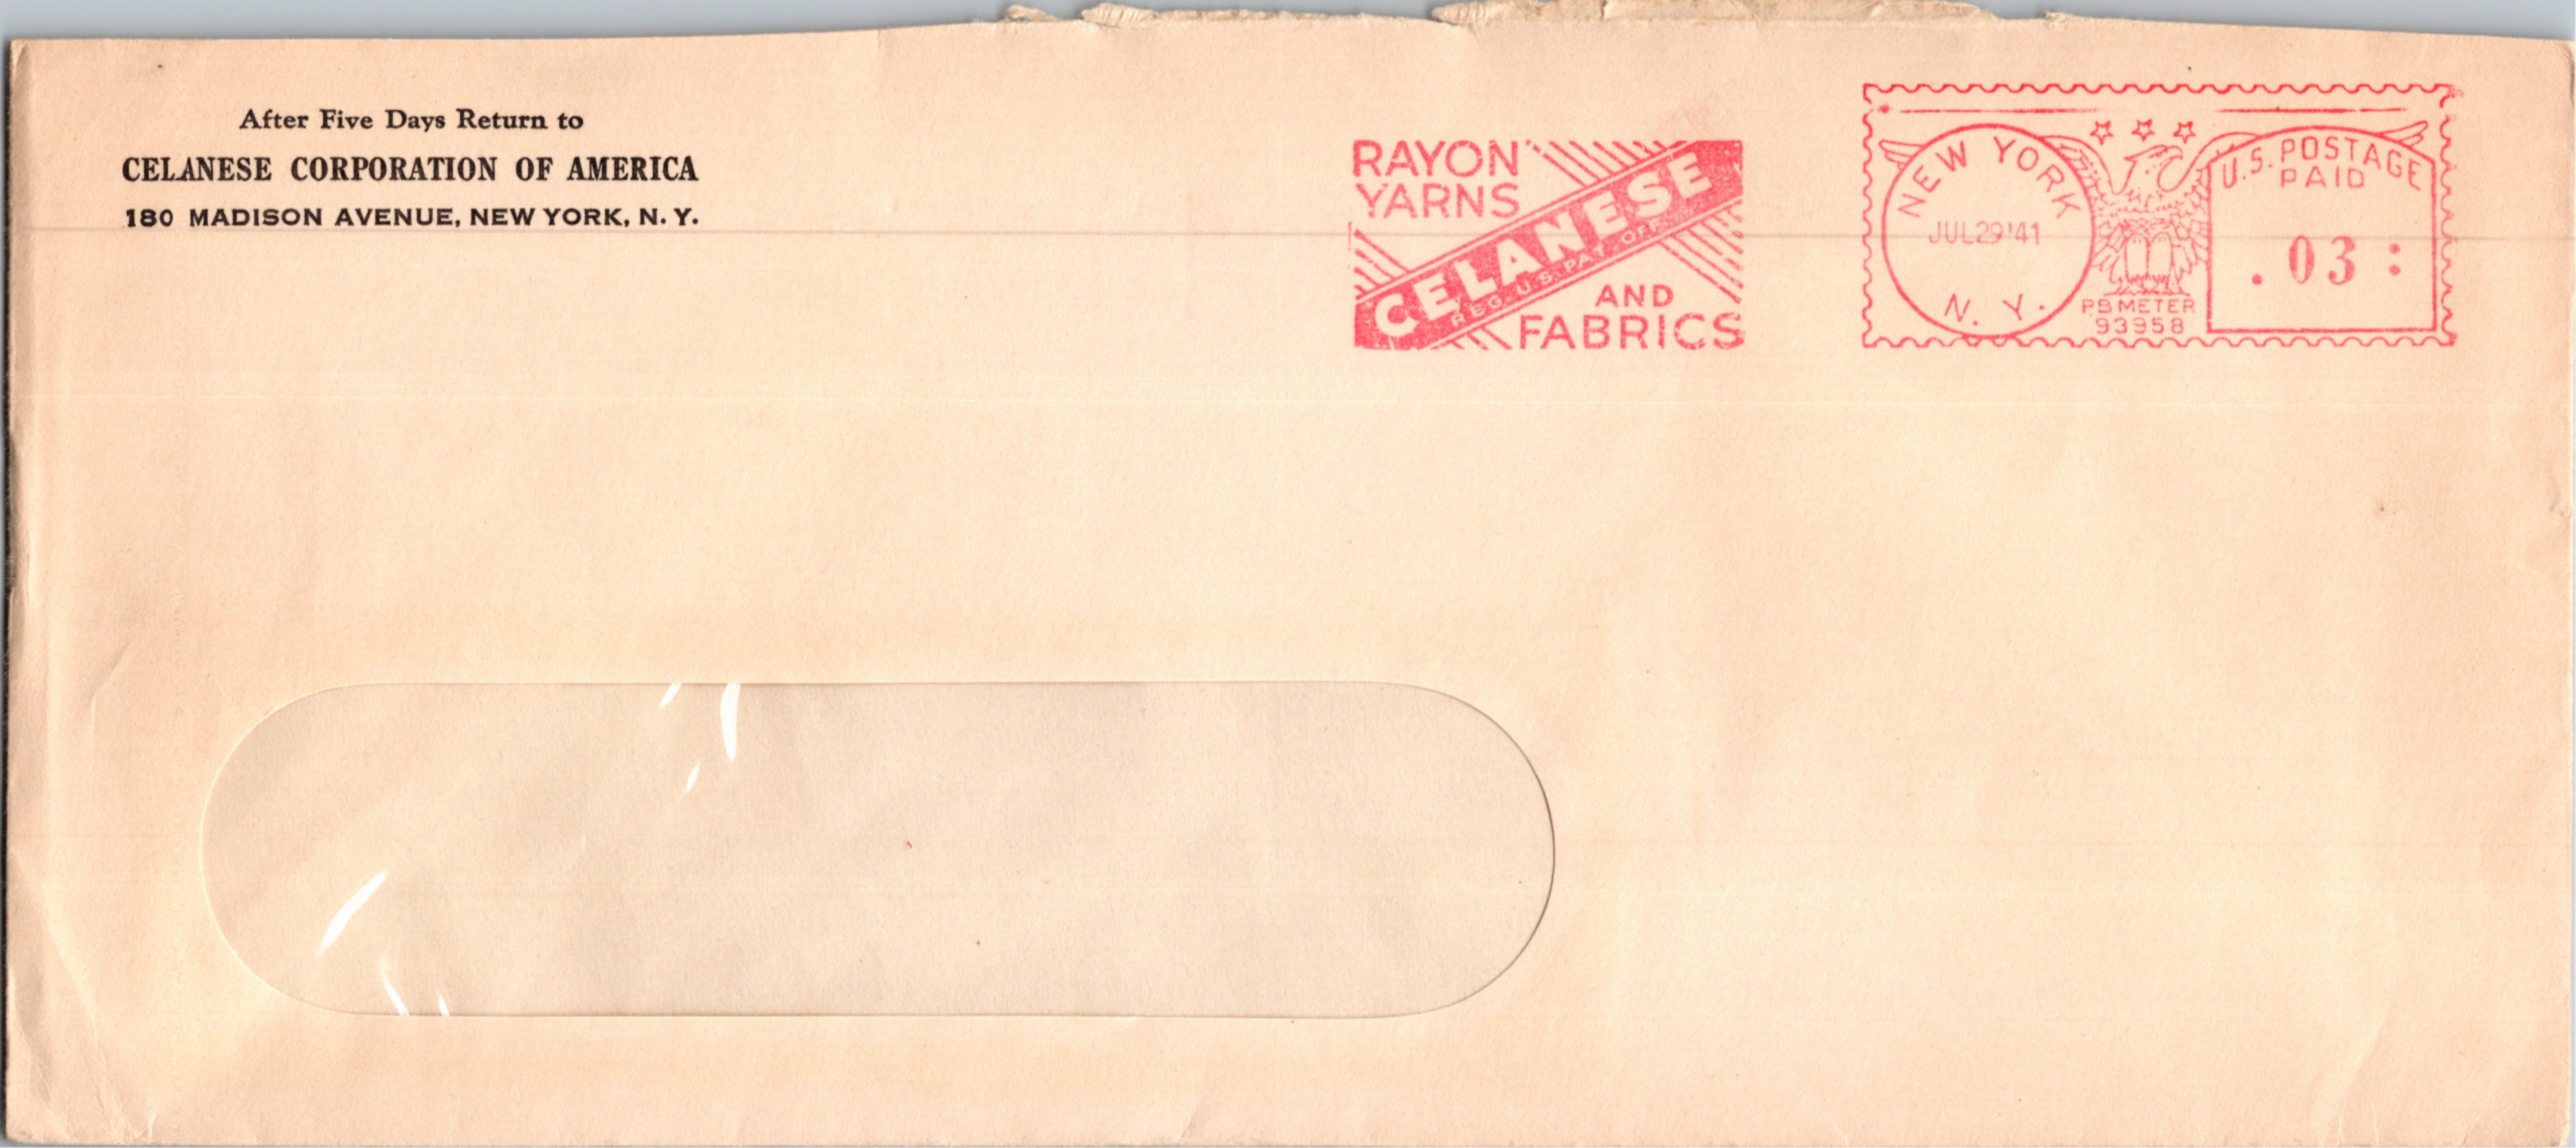 After Five Days Return to
CELANESE CORPORATION OF AMERICA
180 MADISON AVENUE, NEW YORK, N. Y.
RAYON
YARNS
CELANESE
REG. U.S. PAT. OFF.
AND
FABRICS
NEW YORK
JUL 29 '41
N. Y.
P.B. METER
93958
U.S. POSTAGE
PAID
. 03 :